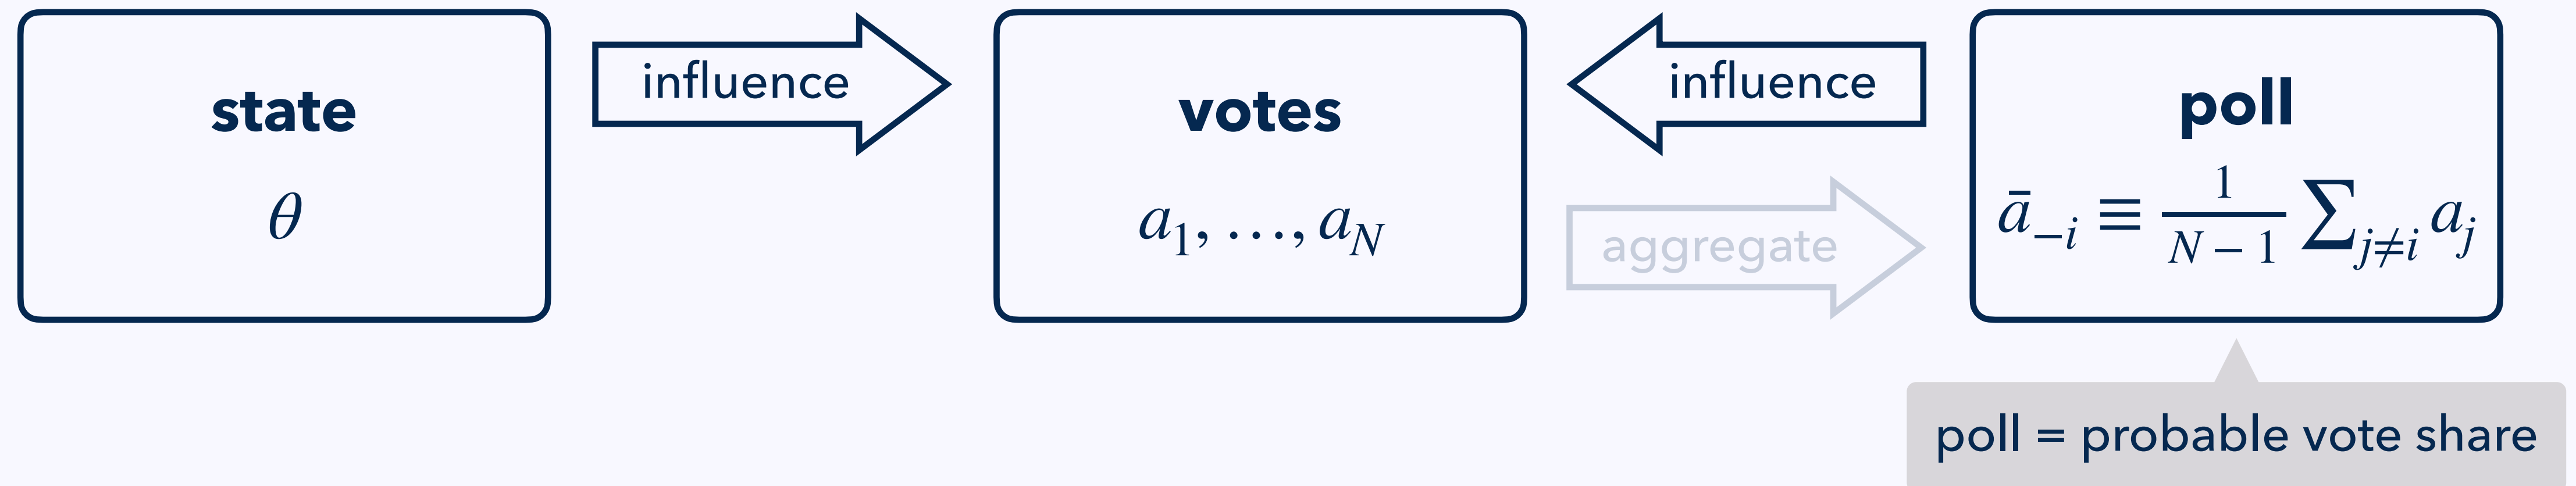 state
θ
influence
votes
a₁, …, a_N
influence
aggregate
poll
ā₋ᵢ ≡ 1/(N − 1) ∑_{j≠i} a_j
poll = probable vote share